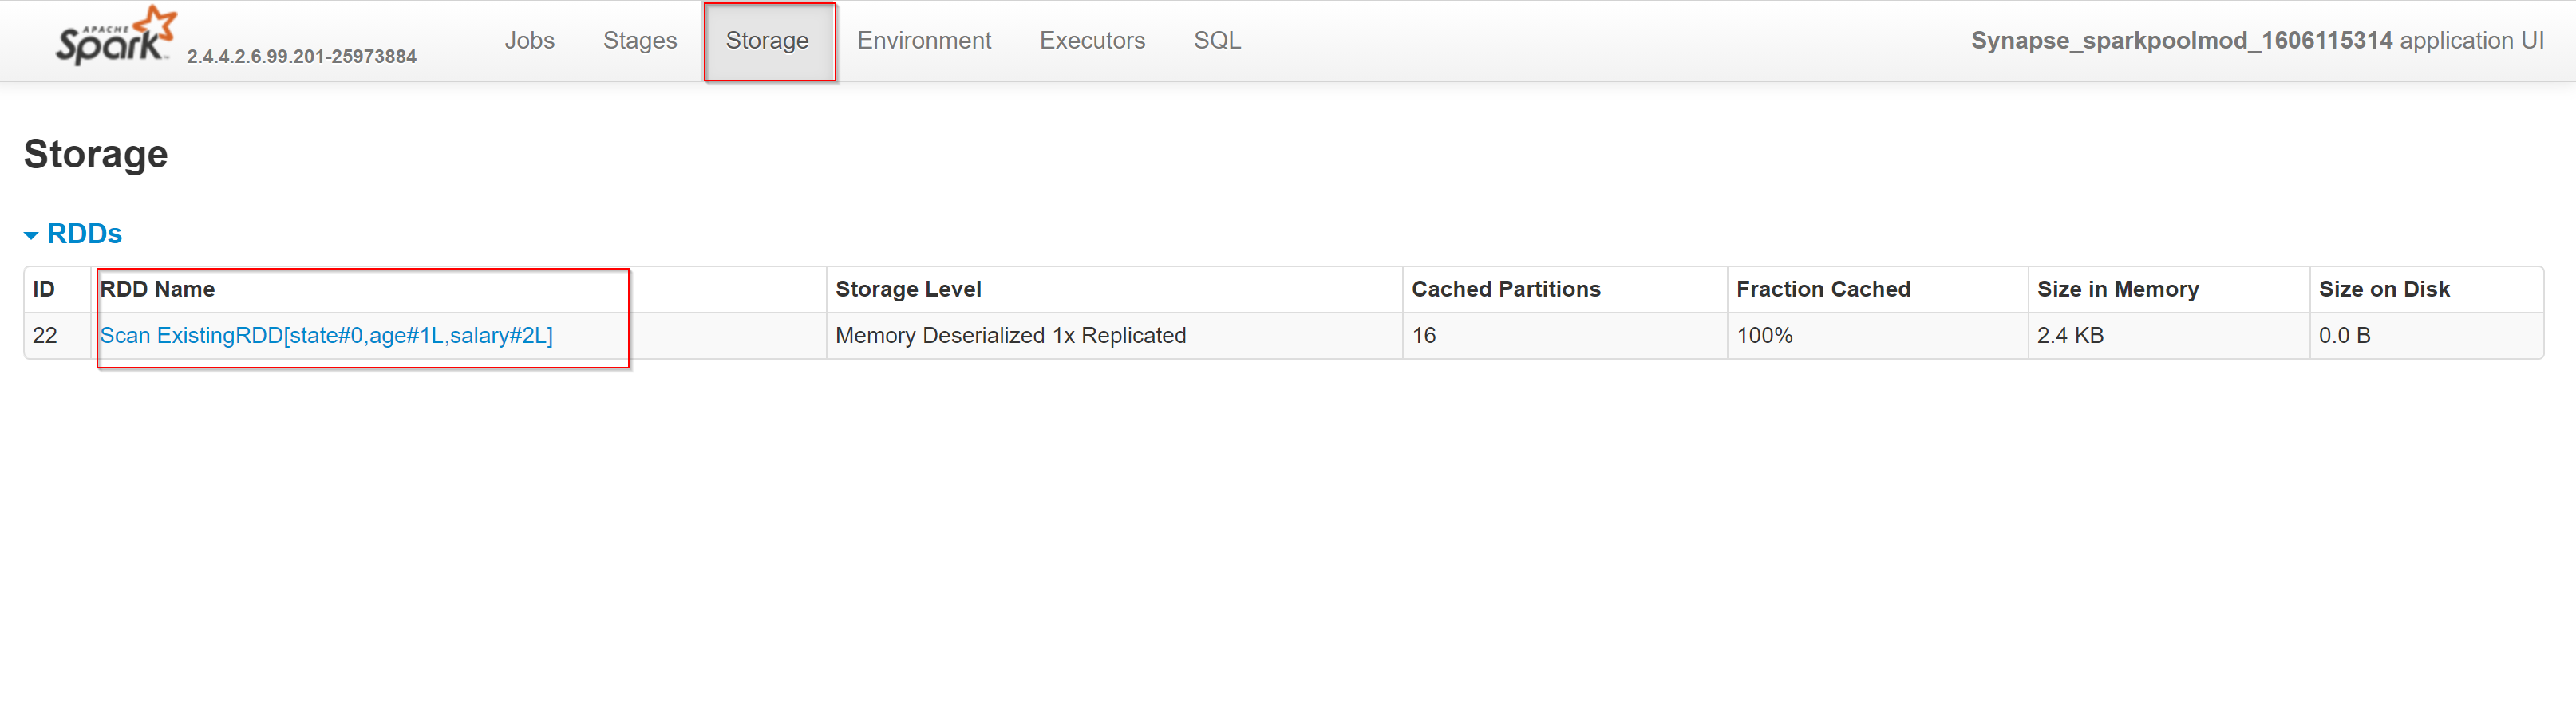 APACHE
Spark 2.4.4.2.6.99.201-25973884 Jobs Stages Storage Environment Executors SQL Synapse_sparkpoolmod_1606115314 application UI
Storage
RDDs
ID RDD Name Storage Level Cached Partitions Fraction Cached Size in Memory Size on Disk
22 Scan ExistingRDD[state#0,age#1L,salary#2L] Memory Deserialized 1x Replicated 16 100% 2.4 KB 0.0 B